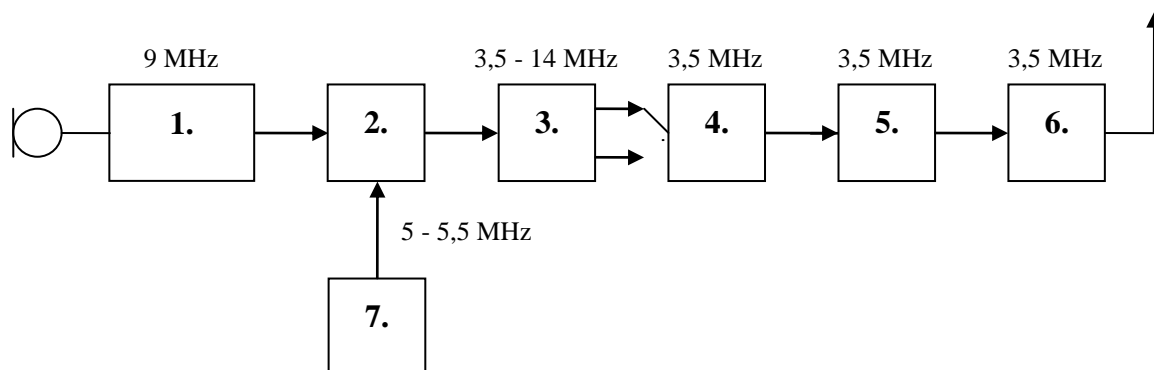 9 MHz
3,5 - 14 MHz
3,5 MHz
3,5 MHz
3,5 MHz
1.
2.
3.
4.
5.
6.
5 - 5,5 MHz
7.